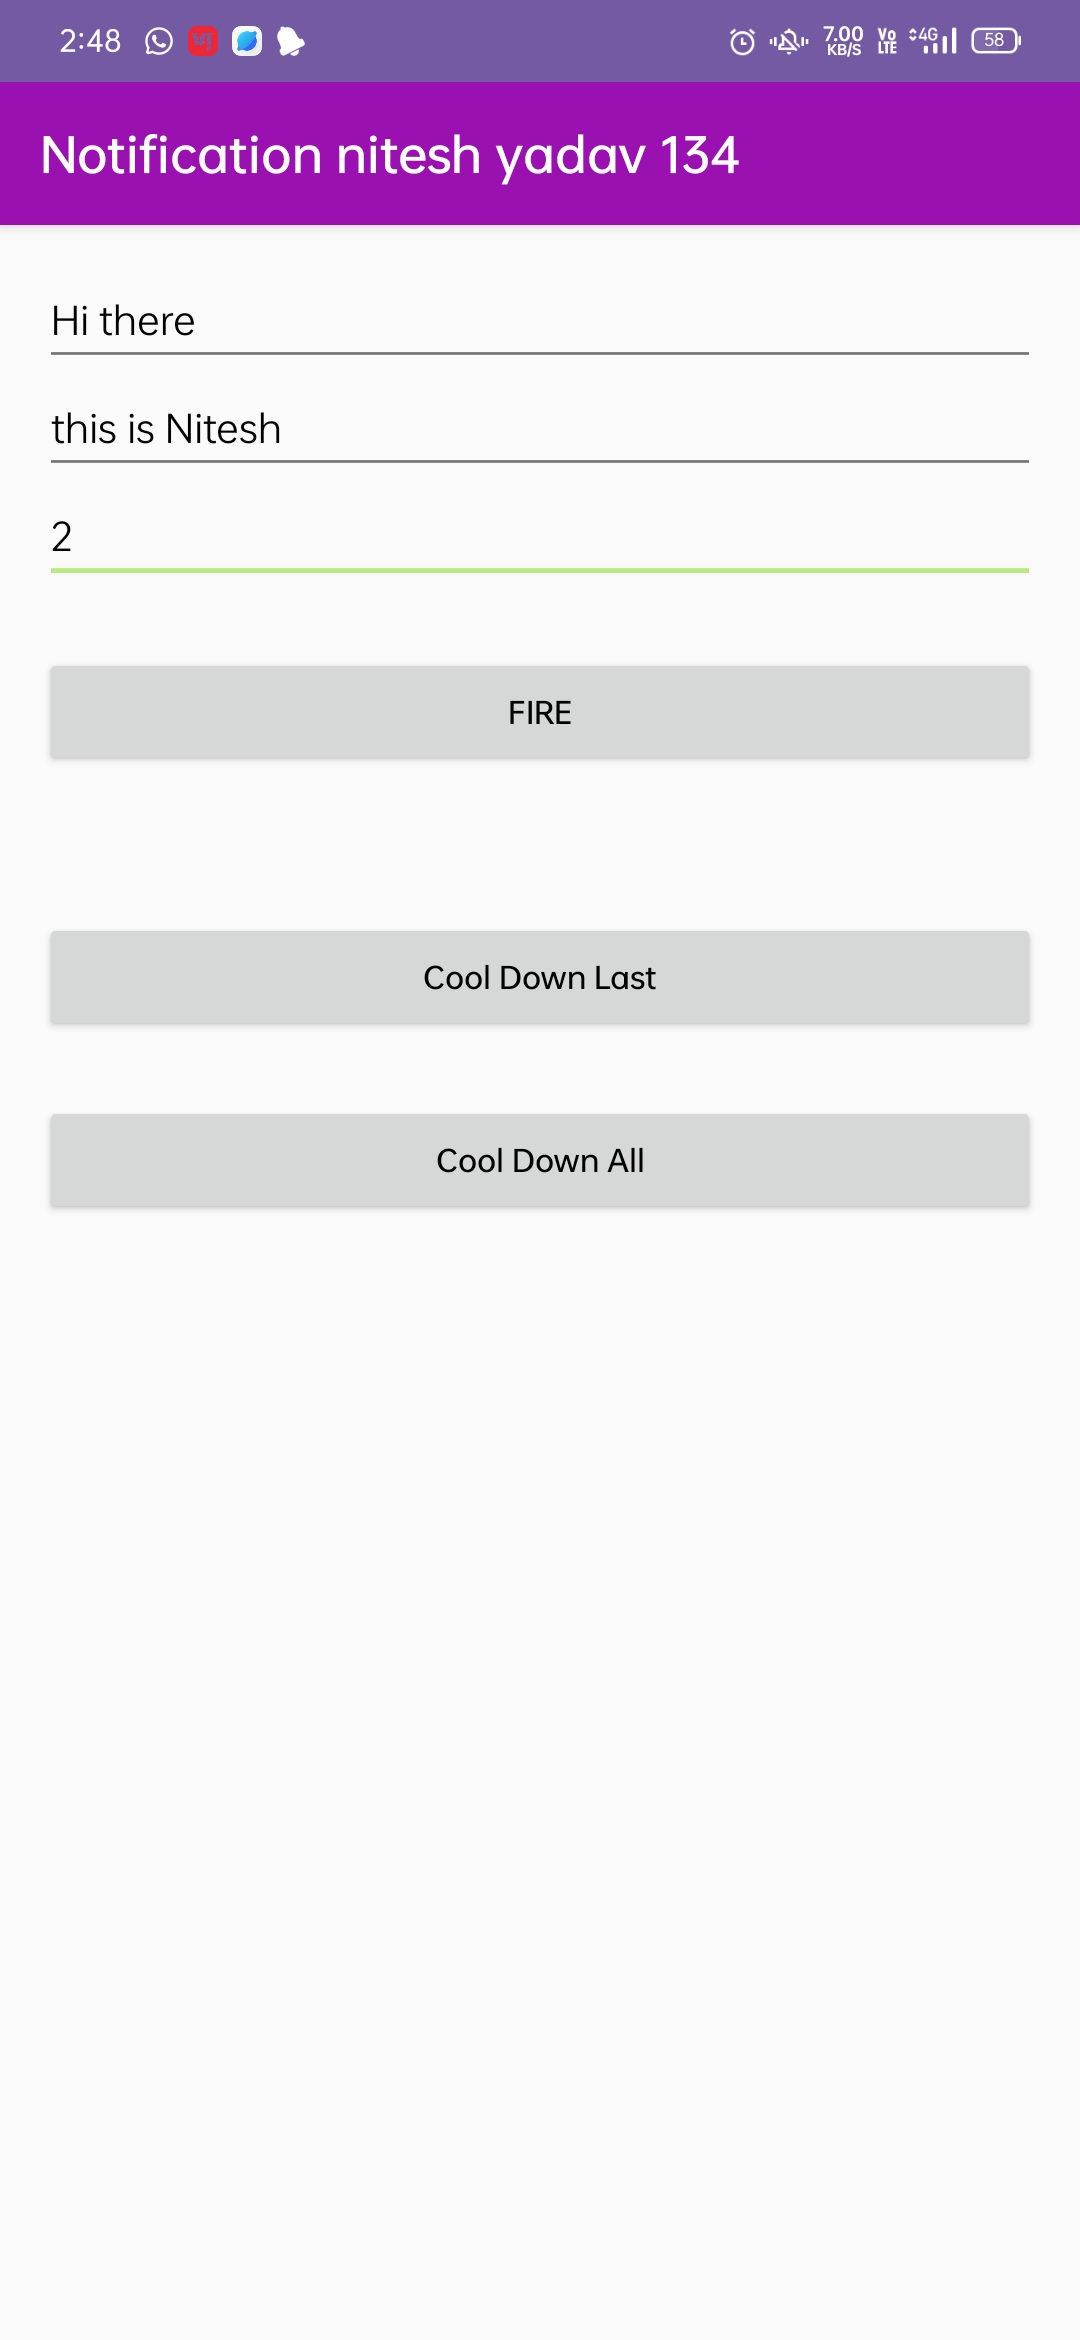 2:48 7.00 KB/S Vo LTE 4G 58
Notification nitesh yadav 134
Hi there
this is Nitesh
2
FIRE
Cool Down Last
Cool Down All